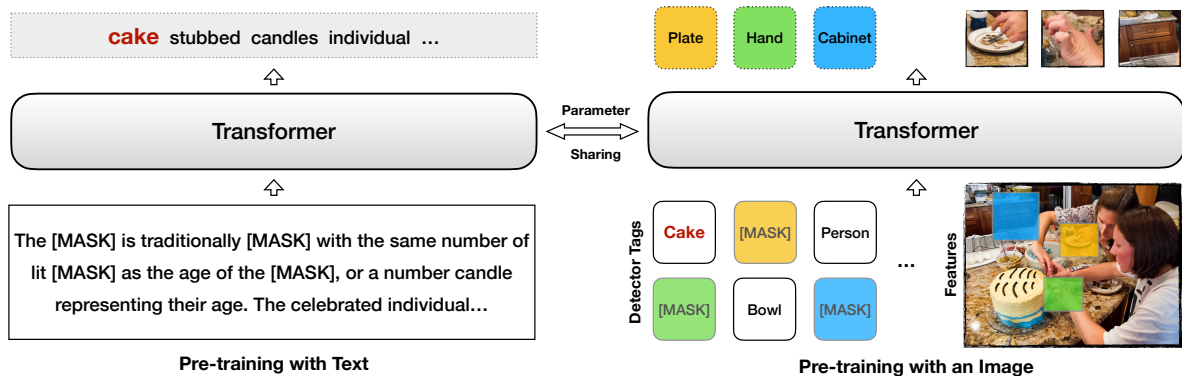 cake stubbed candles individual ...
Transformer
The [MASK] is traditionally [MASK] with the same number of
lit [MASK] as the age of the [MASK], or a number candle
representing their age. The celebrated individual...
Pre-training with Text
Parameter
Sharing
Plate
Hand
Cabinet
Transformer
Detector Tags
Cake
[MASK]
Person
[MASK]
Bowl
[MASK]
...
Features
Pre-training with an Image